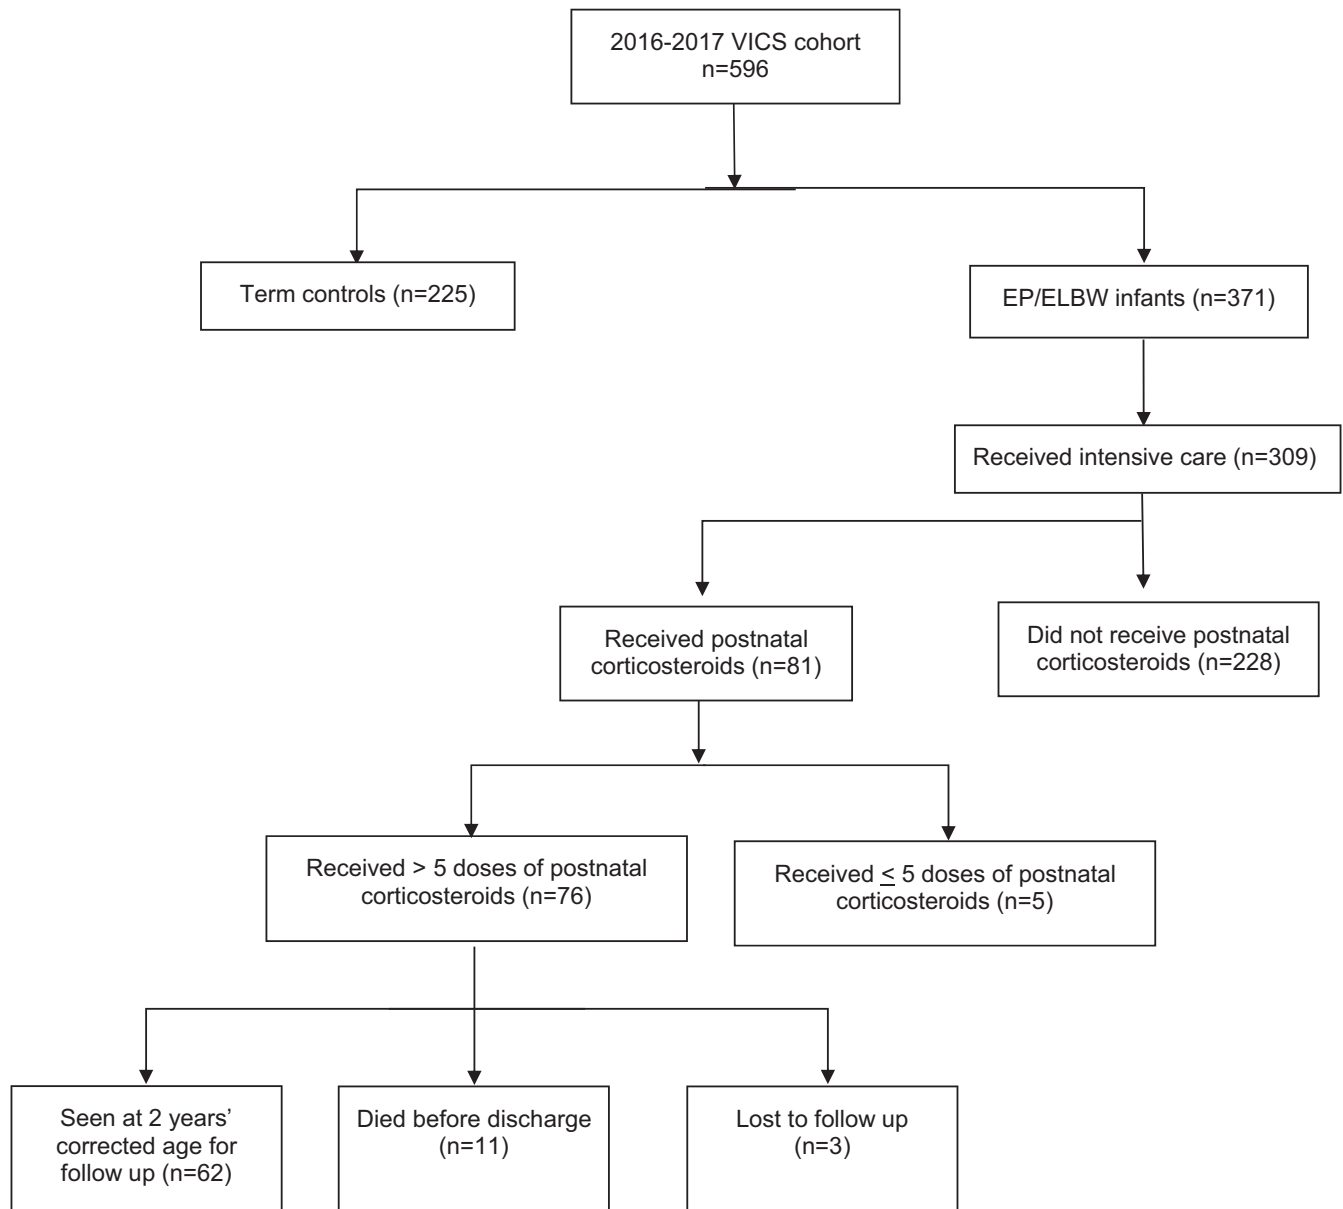 2016-2017 VICS cohort
n=596
Term controls (n=225)
EP/ELBW infants (n=371)
Received intensive care (n=309)
Received postnatal
corticosteroids (n=81)
Did not receive postnatal
corticosteroids (n=228)
Received > 5 doses of postnatal
corticosteroids (n=76)
Received ≤ 5 doses of postnatal
corticosteroids (n=5)
Seen at 2 years’
corrected age for
follow up (n=62)
Died before discharge
(n=11)
Lost to follow up
(n=3)